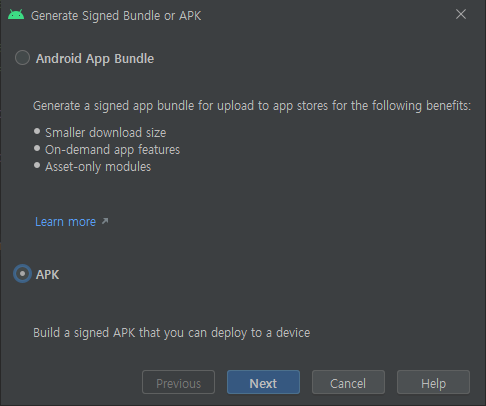 Generate Signed Bundle or APK
Android App Bundle
Generate a signed app bundle for upload to app stores for the following benefits:
• Smaller download size
• On-demand app features
• Asset-only modules
Learn more ↗
APK
Build a signed APK that you can deploy to a device
Previous Next Cancel Help